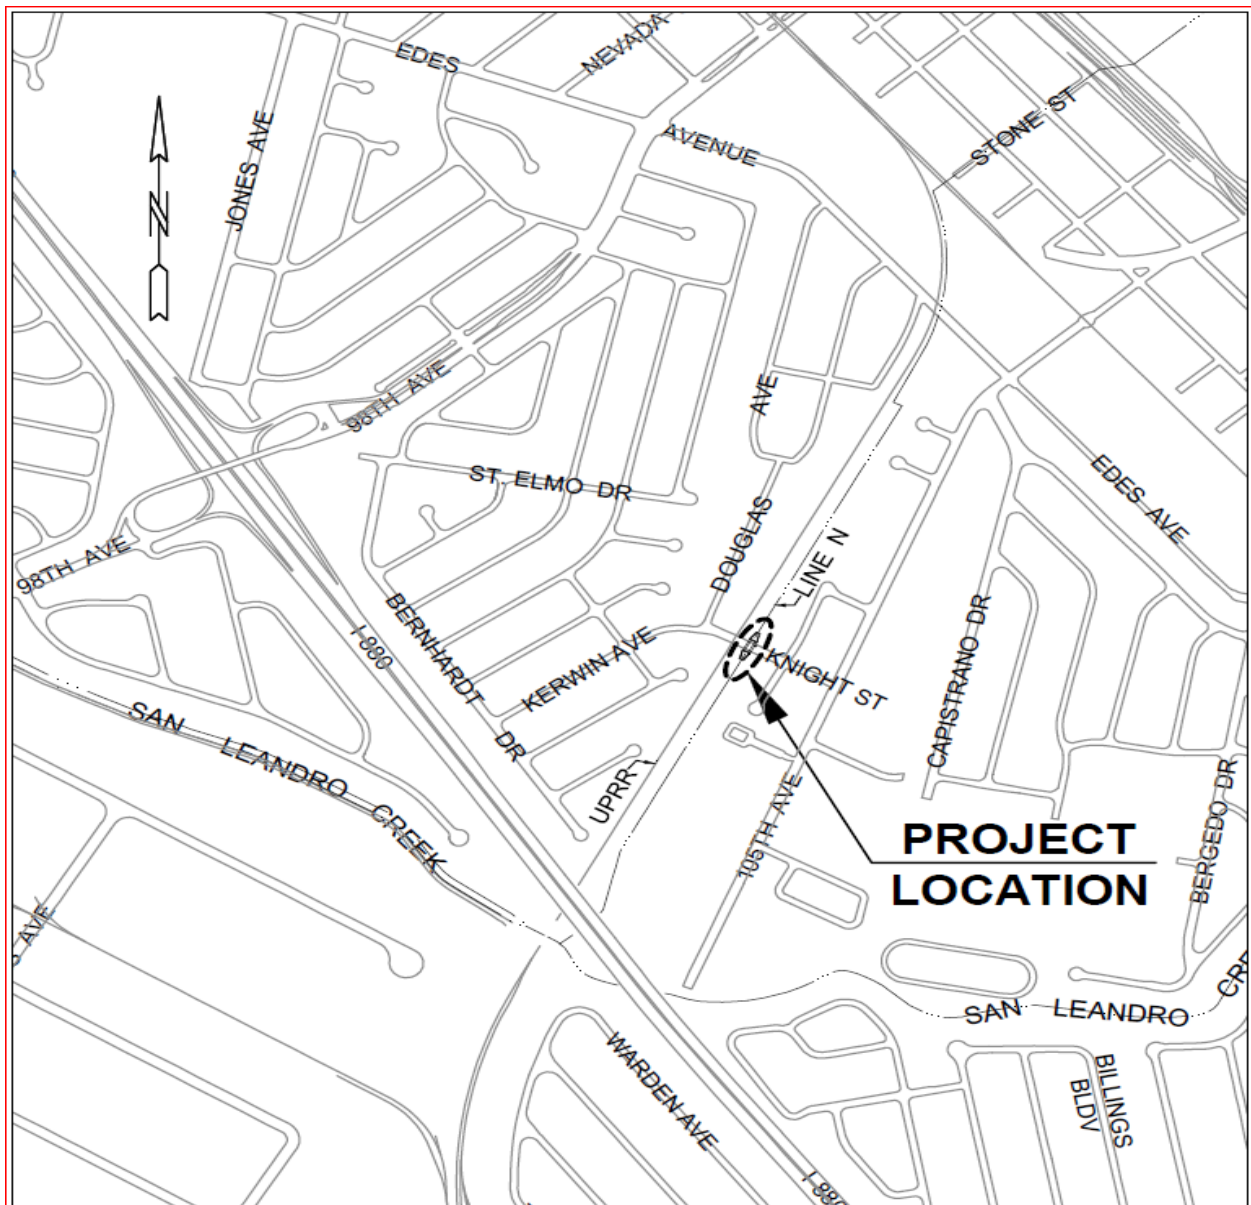 EDES
NEVADA
AVENUE
STONE ST
JONES AVE
N
98TH AVE
AVE
ST. ELMO DR
DOUGLAS
EDES AVE
98TH AVE
LINE N
BERNHARDT
DR
I 880
KERWIN AVE
KNIGHT ST
CAPISTRANO DR
SAN LEANDRO CREEK
UPRR
105TH AVE
BERGEDO DR
PROJECT
LOCATION
AVE
SAN LEANDRO
CRE
WARDEN AVE
BILLINGS
BLDV
I 880